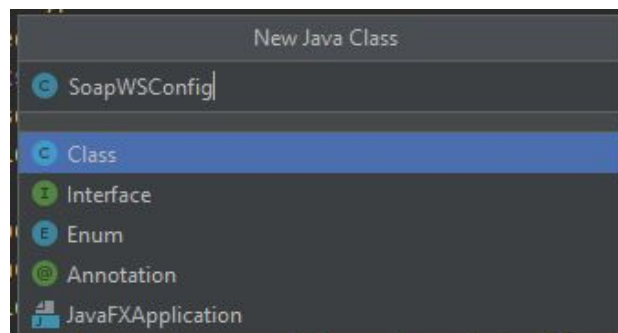 New Java Class
SoapWSConfig
Class
Interface
Enum
Annotation
JavaFXApplication